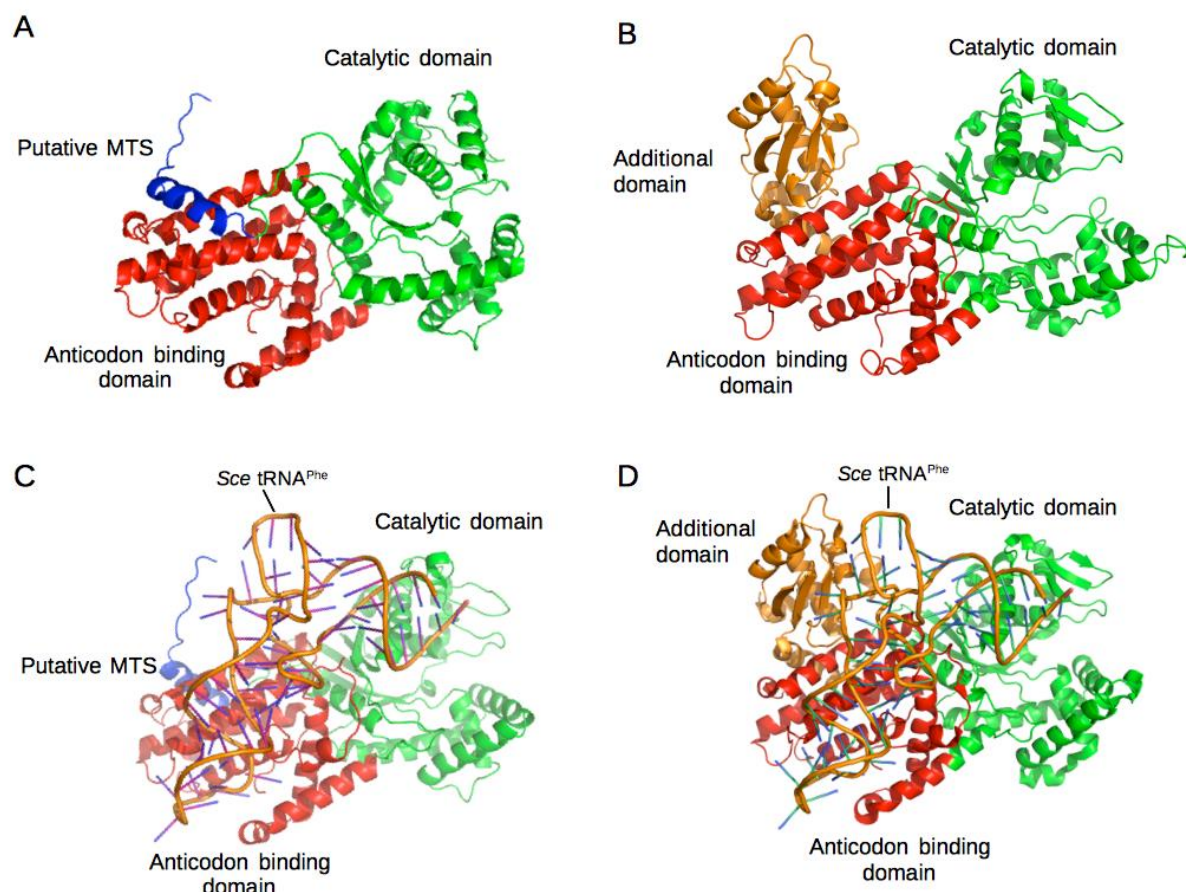 A
Catalytic domain
Putative MTS
Anticodon binding
domain
B
Catalytic domain
Additional
domain
Anticodon binding
domain
C
Sce tRNAPhe
Catalytic domain
Putative MTS
Anticodon binding
domain
D
Sce tRNAPhe
Catalytic domain
Additional
domain
Anticodon binding
domain